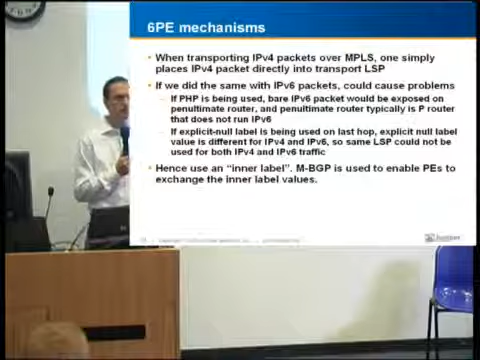 6PE mechanisms
• When transporting IPv4 packets over MPLS, one simply
places IPv4 packet directly into transport LSP
• If we did the same with IPv6 packets, could cause problems
– If PHP is being used, bare IPv6 packet would be exposed on
penultimate router, and penultimate router typically is P router
that does not run IPv6
– If explicit-null label is being used on last hop, explicit null label
value is different for IPv4 and IPv6, so same LSP could not be
used for both IPv4 and IPv6 traffic
• Hence use an "inner label". M-BGP is used to enable PEs to
exchange the inner label values.
Juniper